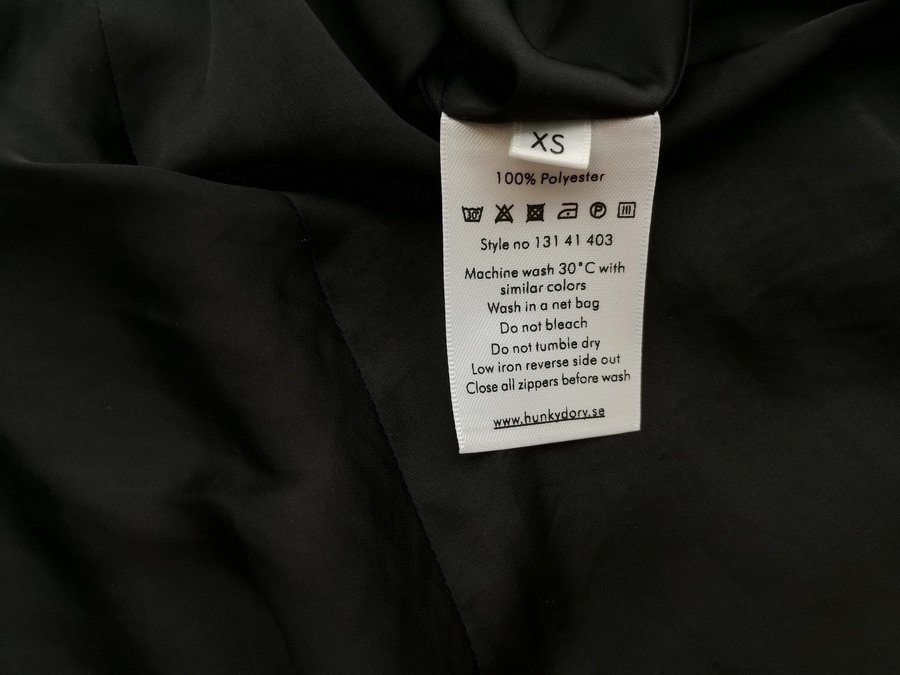 XS
100% Polyester
30°
P
Style no 131 41 403
Machine wash 30°C with
similar colors
Wash in a net bag
Do not bleach
Do not tumble dry
Low iron reverse side out
Close all zippers before wash
www.hunkydory.se